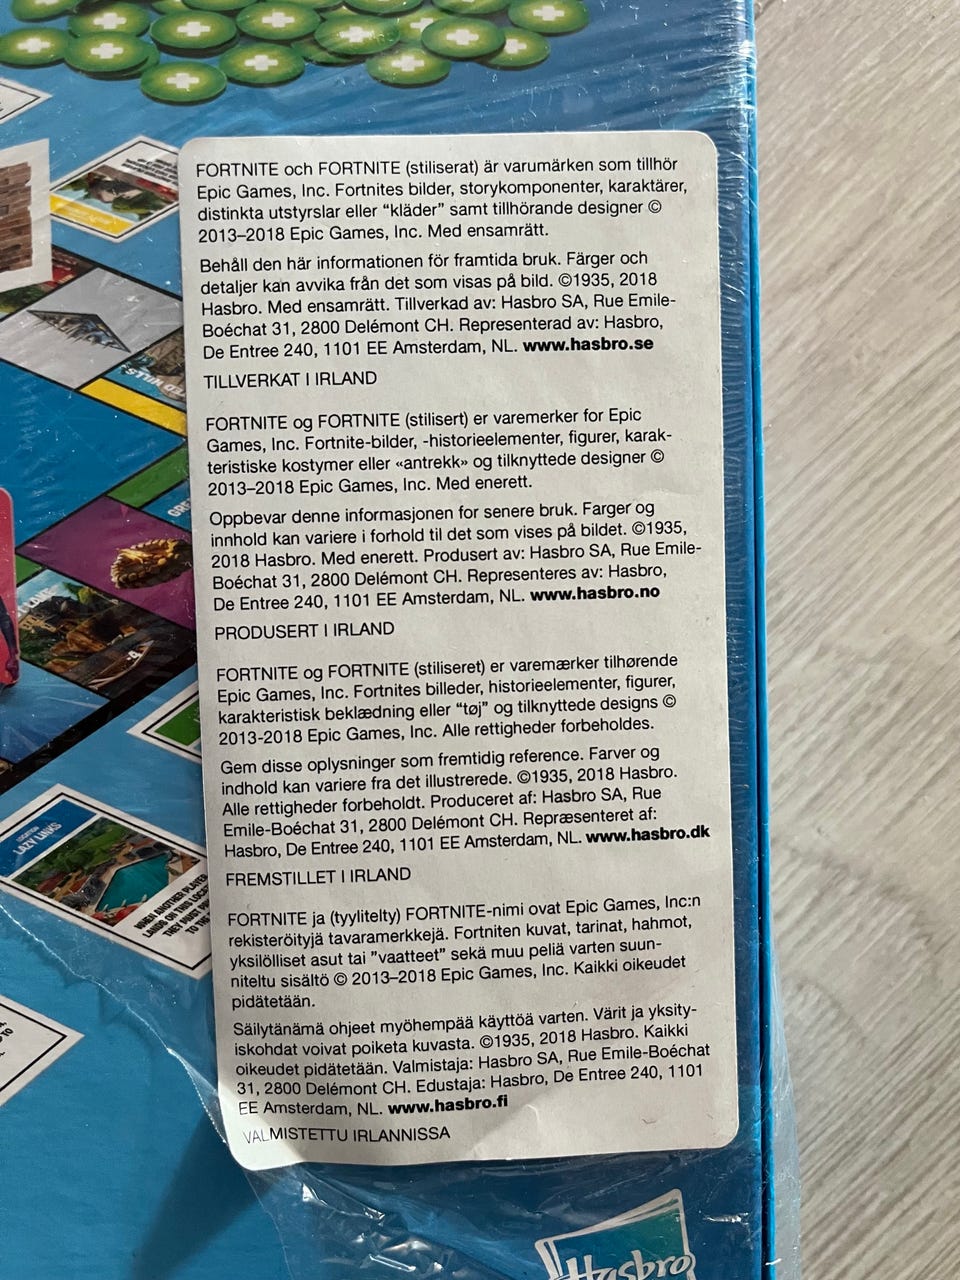 FORTNITE och FORTNITE (stiliserat) är varumärken som tillhör
Epic Games, Inc. Fortnites bilder, storykomponenter, karaktärer,
distinkta utstyrslar eller “kläder” samt tillhörande designer ©
2013–2018 Epic Games, Inc. Med ensamrätt.
Behåll den här informationen för framtida bruk. Färger och
detaljer kan avvika från det som visas på bild. ©1935, 2018
Hasbro. Med ensamrätt. Tillverkad av: Hasbro SA, Rue Emile-
Boéchat 31, 2800 Delémont CH. Representerad av: Hasbro,
De Entree 240, 1101 EE Amsterdam, NL. www.hasbro.se
TILLVERKAT I IRLAND
FORTNITE og FORTNITE (stilisert) er varemerker for Epic
Games, Inc. Fortnite-bilder, -historieelementer, figurer, karak-
teristiske kostymer eller «antrekk» og tilknyttede designer ©
2013–2018 Epic Games, Inc. Med enerett.
Oppbevar denne informasjonen for senere bruk. Farger og
innhold kan variere i forhold til det som vises på bildet. ©1935,
2018 Hasbro. Med enerett. Produsert av: Hasbro SA, Rue Emile-
Boéchat 31, 2800 Delémont CH. Representeres av: Hasbro,
De Entree 240, 1101 EE Amsterdam, NL. www.hasbro.no
PRODUSERT I IRLAND
FORTNITE og FORTNITE (stiliseret) er varemærker tilhørende
Epic Games, Inc. Fortnites billeder, historieelementer, figurer,
karakteristisk beklædning eller “tøj” og tilknyttede designs ©
2013-2018 Epic Games, Inc. Alle rettigheder forbeholdes.
Gem disse oplysninger som fremtidig reference. Farver og
indhold kan variere fra det illustrerede. ©1935, 2018 Hasbro.
Alle rettigheder forbeholdt. Produceret af: Hasbro SA, Rue
Emile-Boéchat 31, 2800 Delémont CH. Repræsenteret af:
Hasbro, De Entree 240, 1101 EE Amsterdam, NL. www.hasbro.dk
FREMSTILLET I IRLAND
FORTNITE ja (tyylitelty) FORTNITE-nimi ovat Epic Games, Inc:n
rekisteröityjä tavaramerkkejä. Fortniten kuvat, tarinat, hahmot,
yksilölliset asut tai "vaatteet" sekä muu peliä varten suun-
niteltu sisältö © 2013–2018 Epic Games, Inc. Kaikki oikeudet
pidätetään.
Säilytänämä ohjeet myöhempää käyttöä varten. Värit ja yksity-
iskohdat voivat poiketa kuvasta. ©1935, 2018 Hasbro. Kaikki
oikeudet pidätetään. Valmistaja: Hasbro SA, Rue Emile-Boéchat
31, 2800 Delémont CH. Edustaja: Hasbro, De Entree 240, 1101
EE Amsterdam, NL. www.hasbro.fi
VALMISTETTU IRLANNISSA
LOCATION
LAZY LINKS
WHEN ANOTHER PLAYER
LANDS ON THIS
THEY MUST
TO THE
Hasbro